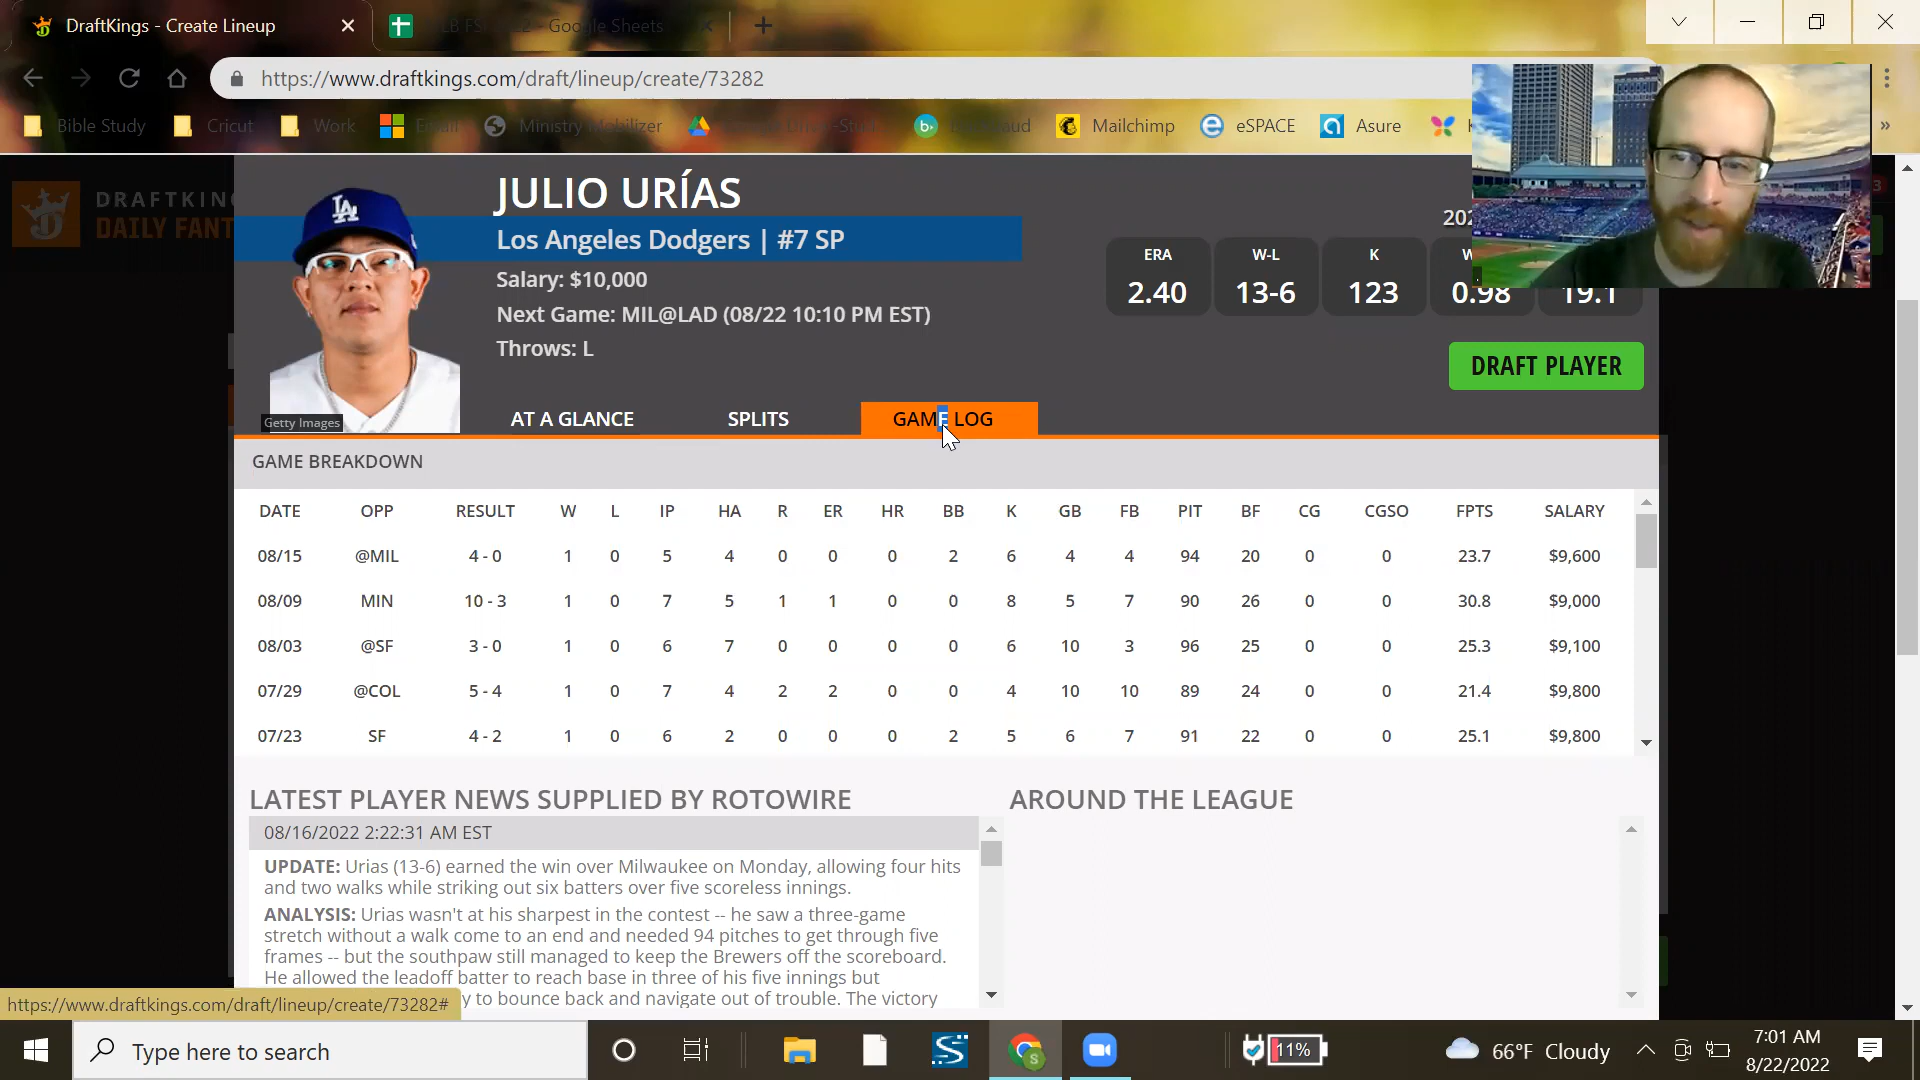 DraftKings - Create Lineup
Google Sheets
https://www.draftkings.com/draft/lineup/create/73282
Bible Study
Cricut
Work
Email
Ministry Mobilizer
Mailchimp
eSPACE
Asure
»
DRAFTKIN
DAILY FANT
JULIO URÍAS
Los Angeles Dodgers | #7 SP
Salary: $10,000
Next Game: MIL@LAD (08/22 10:10 PM EST)
Throws: L
LA
Getty Images
202
ERA W-L K W
2.40 13-6 123 0.98 19.1
3
DRAFT PLAYER
AT A GLANCE SPLITS GAME LOG
GAME BREAKDOWN
DATE OPP RESULT W L IP HA R ER HR BB K GB FB PIT BF CG CGSO FPTS SALARY
08/15 @MIL 4 - 0 1 0 5 4 0 0 0 2 6 4 4 94 20 0 0 23.7 $9,600
08/09 MIN 10 - 3 1 0 7 5 1 1 0 0 8 5 7 90 26 0 0 30.8 $9,000
08/03 @SF 3 - 0 1 0 6 7 0 0 0 0 6 10 3 96 25 0 0 25.3 $9,100
07/29 @COL 5 - 4 1 0 7 4 2 2 0 0 4 10 10 89 24 0 0 21.4 $9,800
07/23 SF 4 - 2 1 0 6 2 0 0 0 2 5 6 7 91 22 0 0 25.1 $9,800
LATEST PLAYER NEWS SUPPLIED BY ROTOWIRE
08/16/2022 2:22:31 AM EST
UPDATE: Urias (13-6) earned the win over Milwaukee on Monday, allowing four hits
and two walks while striking out six batters over five scoreless innings.
ANALYSIS: Urias wasn't at his sharpest in the contest -- he saw a three-game
stretch without a walk come to an end and needed 94 pitches to get through five
frames -- but the southpaw still managed to keep the Brewers off the scoreboard.
He allowed the leadoff batter to reach base in three of his five innings but
y to bounce back and navigate out of trouble. The victory
AROUND THE LEAGUE
https://www.draftkings.com/draft/lineup/create/73282#
Type here to search
11%
66°F Cloudy
7:01 AM
8/22/2022